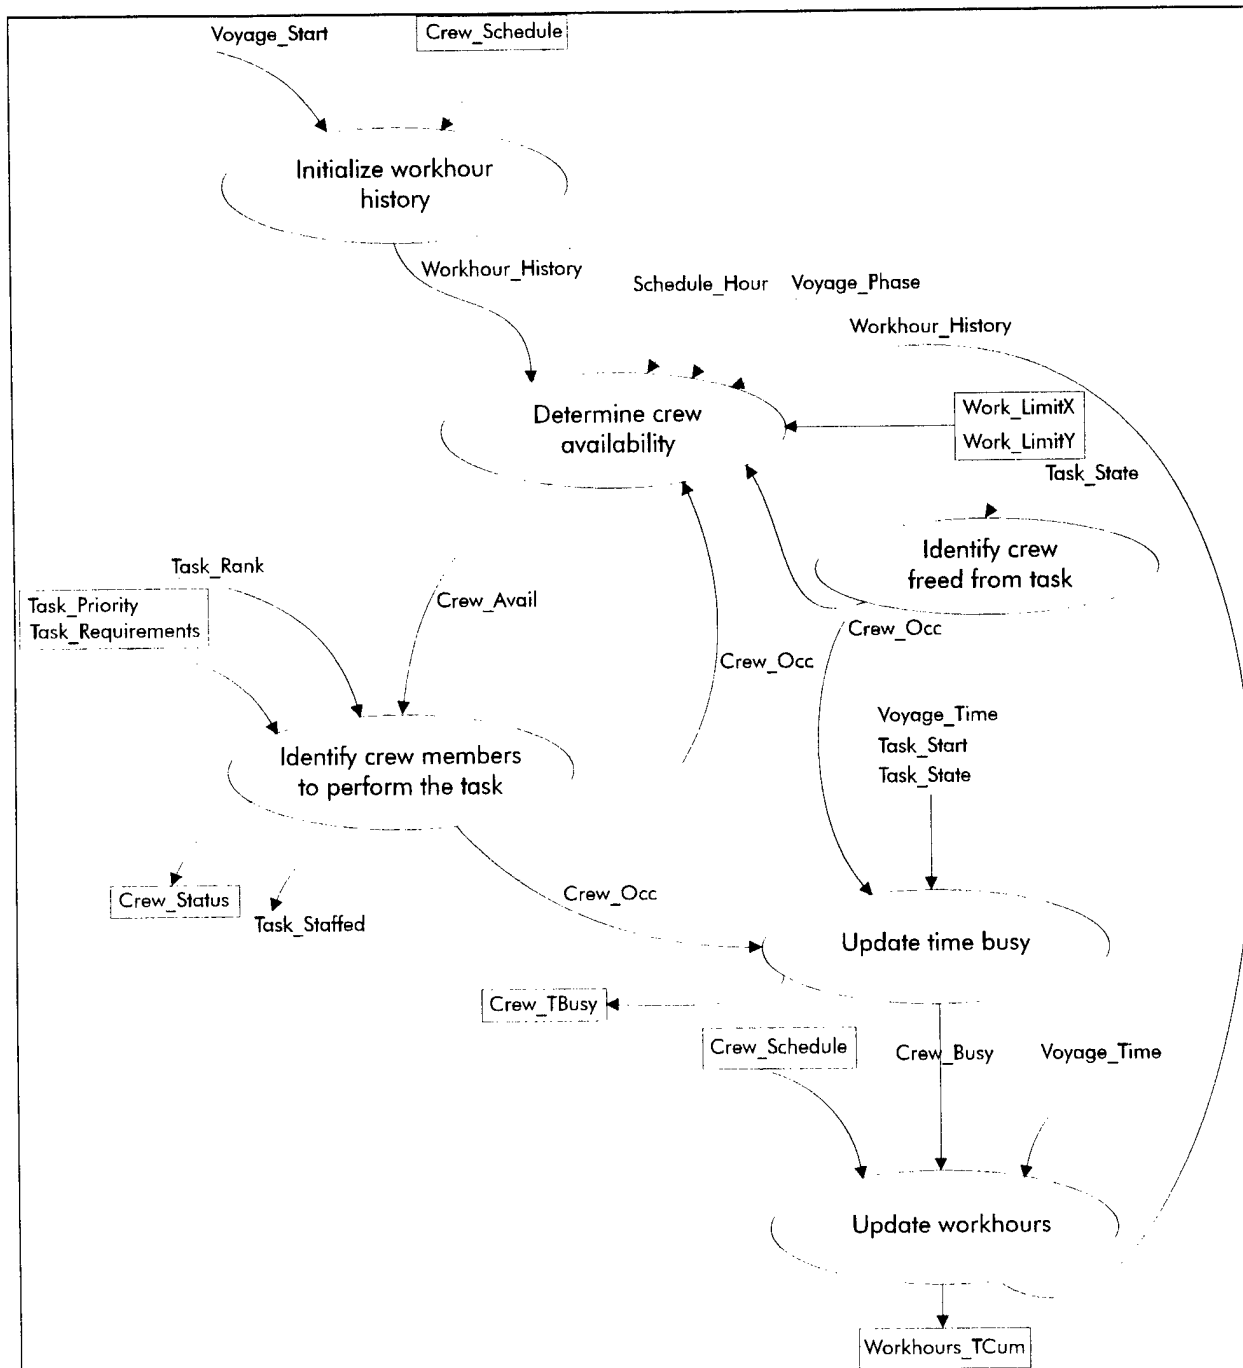 Voyage_Start
Crew_Schedule
Initialize workhour
history
Workhour_History
Schedule_Hour
Voyage_Phase
Workhour_History
Determine crew
availability
Work_LimitX
Work_LimitY
Task_State
Identify crew
freed from task
Task_Rank
Task_Priority
Task_Requirements
Crew_Avail
Crew_Occ
Crew_Occ
Identify crew members
to perform the task
Voyage_Time
Task_Start
Task_State
Crew_Status
Task_Staffed
Crew_Occ
Update time busy
Crew_TBusy
Crew_Schedule
Crew_Busy
Voyage_Time
Update workhours
Workhours_TCum